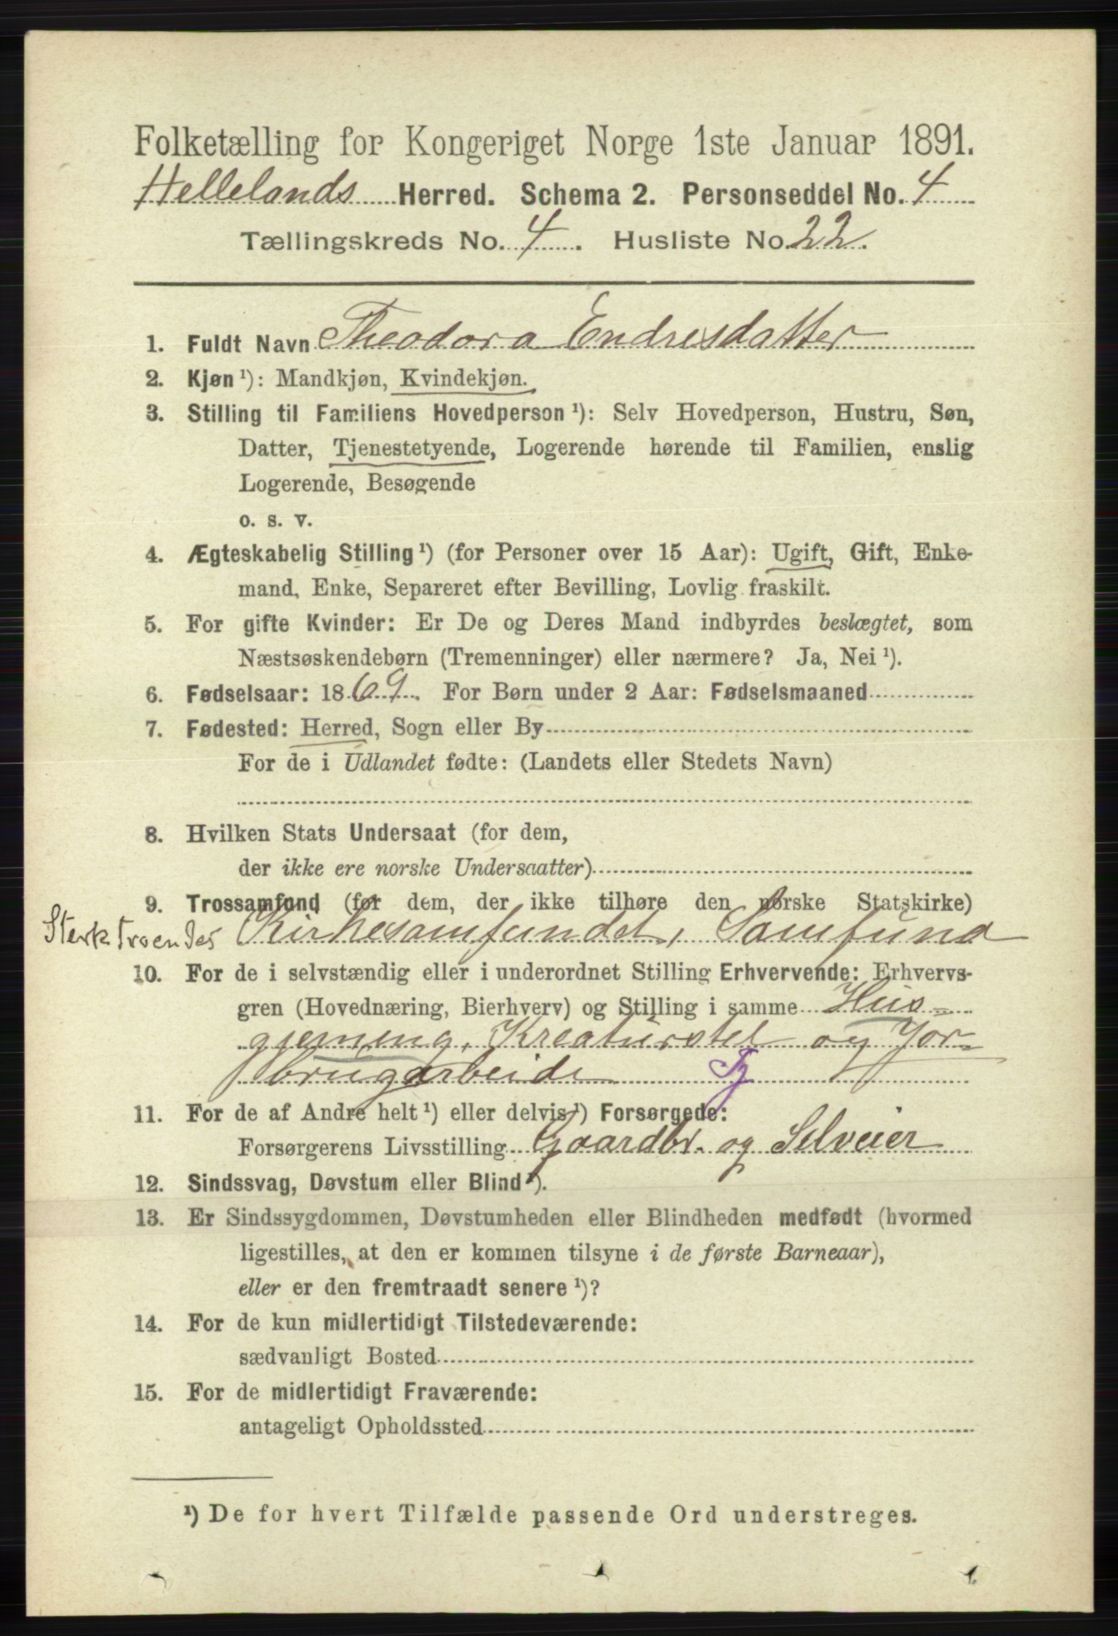 Folketælling for Kongeriget Norge 1ste Januar 1891.
Hellelands Herred. Schema 2. Personseddel No. 4
Tællingskreds No. 4. Husliste No. 22.
1. Fuldt Navn Theodora Endresdatter
2. Kjøn ¹): Mandkjøn, Kvindekjøn.
3. Stilling til Familiens Hovedperson ¹): Selv Hovedperson, Hustru, Søn,
Datter, Tjenestetyende, Logerende hørende til Familien, enslig
Logerende, Besøgende
o. s. v.
4. Ægteskabelig Stilling ¹) (for Personer over 15 Aar): Ugift, Gift, Enke-
mand, Enke, Separeret efter Bevilling, Lovlig fraskilt.
5. For gifte Kvinder: Er De og Deres Mand indbyrdes beslægtet, som
Næstsøskendebørn (Tremenninger) eller nærmere? Ja, Nei ¹).
6. Fødselsaar: 1869. For Børn under 2 Aar: Fødselsmaaned
7. Fødested: Herred, Sogn eller By
For de i Udlandet fødte: (Landets eller Stedets Navn)
8. Hvilken Stats Undersaat (for dem,
der ikke ere norske Undersaatter)
9. Trossamfund (for dem, der ikke tilhøre den norske Statskirke)
Sterktroendes Kirkesamfundet, Samfund
10. For de i selvstændig eller i underordnet Stilling Erhvervende: Erhvervs-
gren (Hovednæring, Bierhverv) og Stilling i samme Hus-
gjerning, Kreaturstel og Jor-
brugarbeide Tj
11. For de af Andre helt ¹) eller delvis ¹) Forsørgede:
Forsørgerens Livsstilling Gaardbr. og Selveier
12. Sindssvag, Døvstum eller Blind ¹).
13. Er Sindssygdommen, Døvstumheden eller Blindheden medfødt (hvormed
ligestilles, at den er kommen tilsyne i de første Barneaar),
eller er den fremtraadt senere ¹)?
14. For de kun midlertidigt Tilstedeværende:
sædvanligt Bosted
15. For de midlertidigt Fraværende:
antageligt Opholdssted
¹) De for hvert Tilfælde passende Ord understreges.